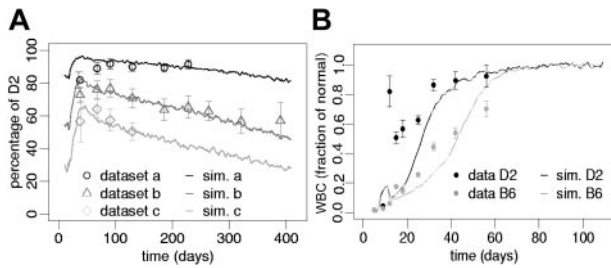 A
percentage of D2
0 20 40 60 80 100
dataset a
sim. a
dataset b
sim. b
dataset c
sim. c
0 100 200 300 400
time (days)
B
WBC (fraction of normal)
0.0 0.2 0.4 0.6 0.8 1.0
data D2
sim. D2
data B6
sim. B6
0 20 40 60 80 100
time (days)